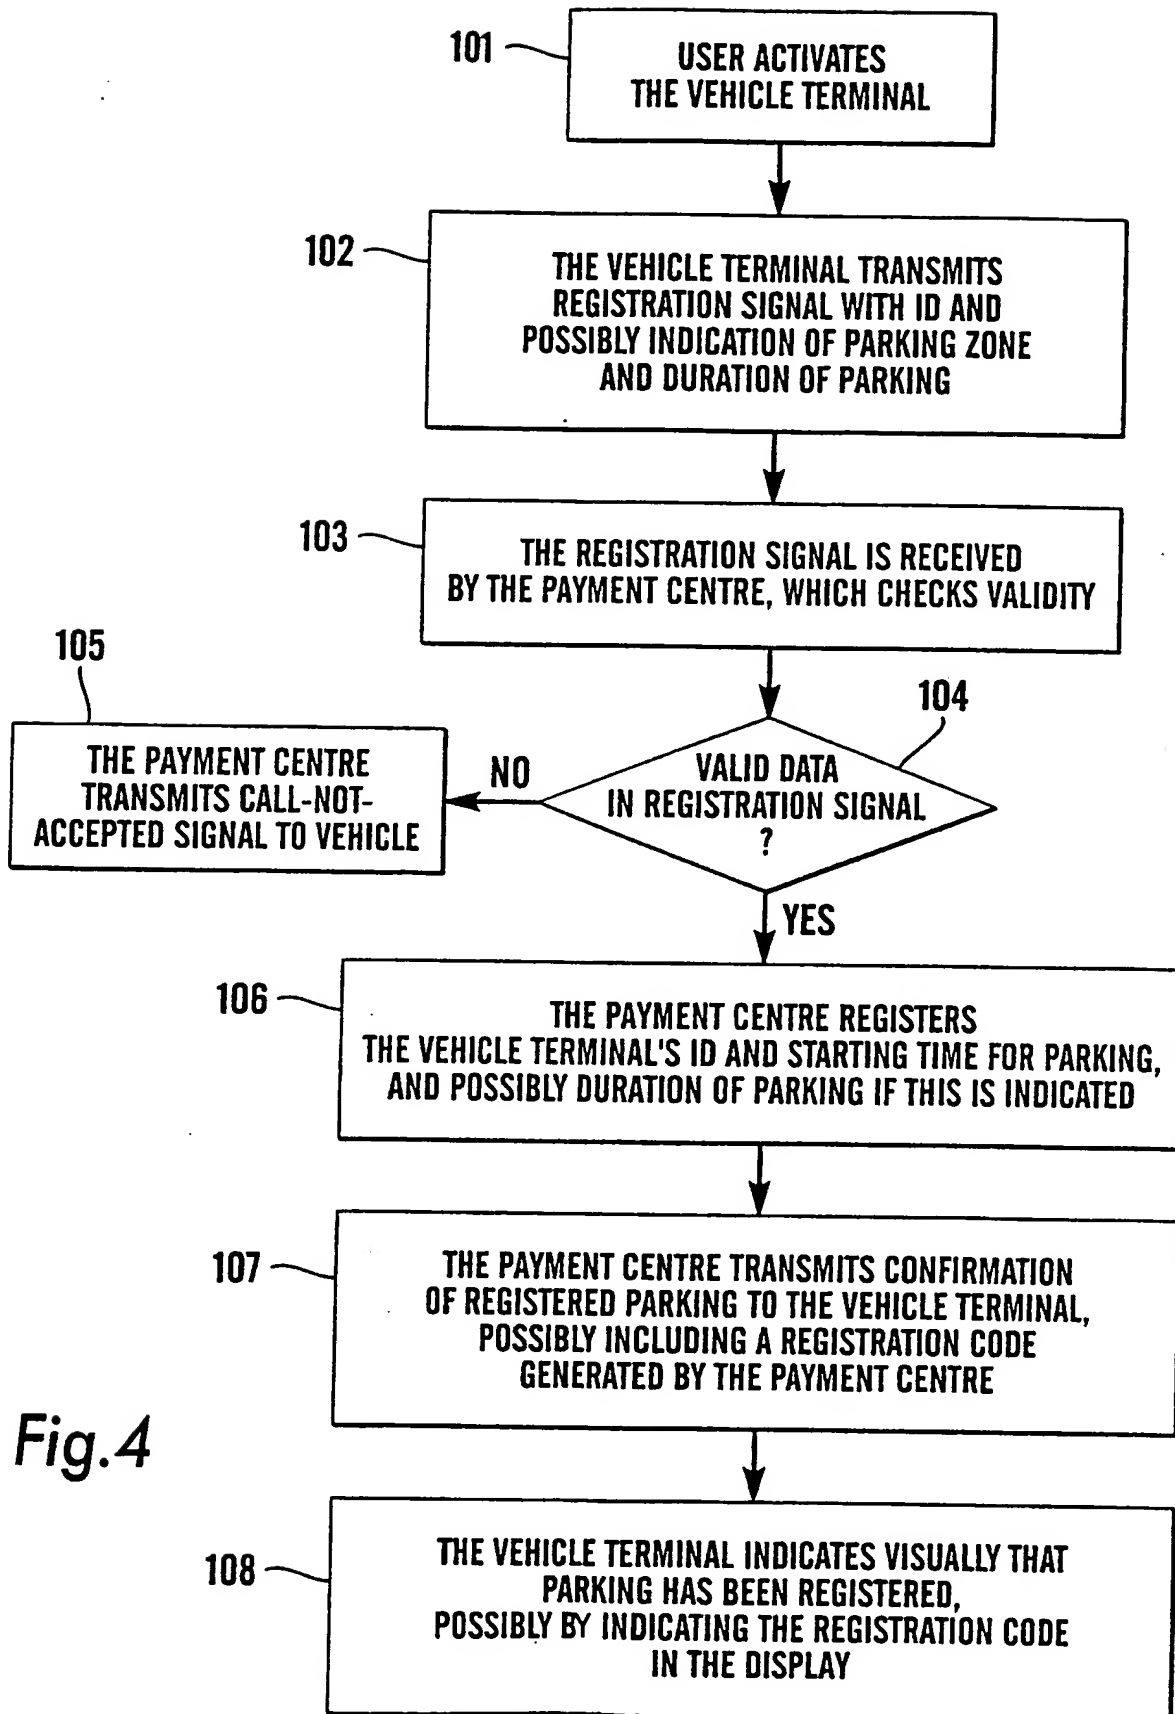 101
USER ACTIVATES
THE VEHICLE TERMINAL
102
THE VEHICLE TERMINAL TRANSMITS
REGISTRATION SIGNAL WITH ID AND
POSSIBLY INDICATION OF PARKING ZONE
AND DURATION OF PARKING
103
THE REGISTRATION SIGNAL IS RECEIVED
BY THE PAYMENT CENTRE, WHICH CHECKS VALIDITY
104
VALID DATA
IN REGISTRATION SIGNAL
?
NO
105
THE PAYMENT CENTRE
TRANSMITS CALL-NOT-
ACCEPTED SIGNAL TO VEHICLE
YES
106
THE PAYMENT CENTRE REGISTERS
THE VEHICLE TERMINAL'S ID AND STARTING TIME FOR PARKING,
AND POSSIBLY DURATION OF PARKING IF THIS IS INDICATED
107
THE PAYMENT CENTRE TRANSMITS CONFIRMATION
OF REGISTERED PARKING TO THE VEHICLE TERMINAL,
POSSIBLY INCLUDING A REGISTRATION CODE
GENERATED BY THE PAYMENT CENTRE
108
THE VEHICLE TERMINAL INDICATES VISUALLY THAT
PARKING HAS BEEN REGISTERED,
POSSIBLY BY INDICATING THE REGISTRATION CODE
IN THE DISPLAY
Fig.4